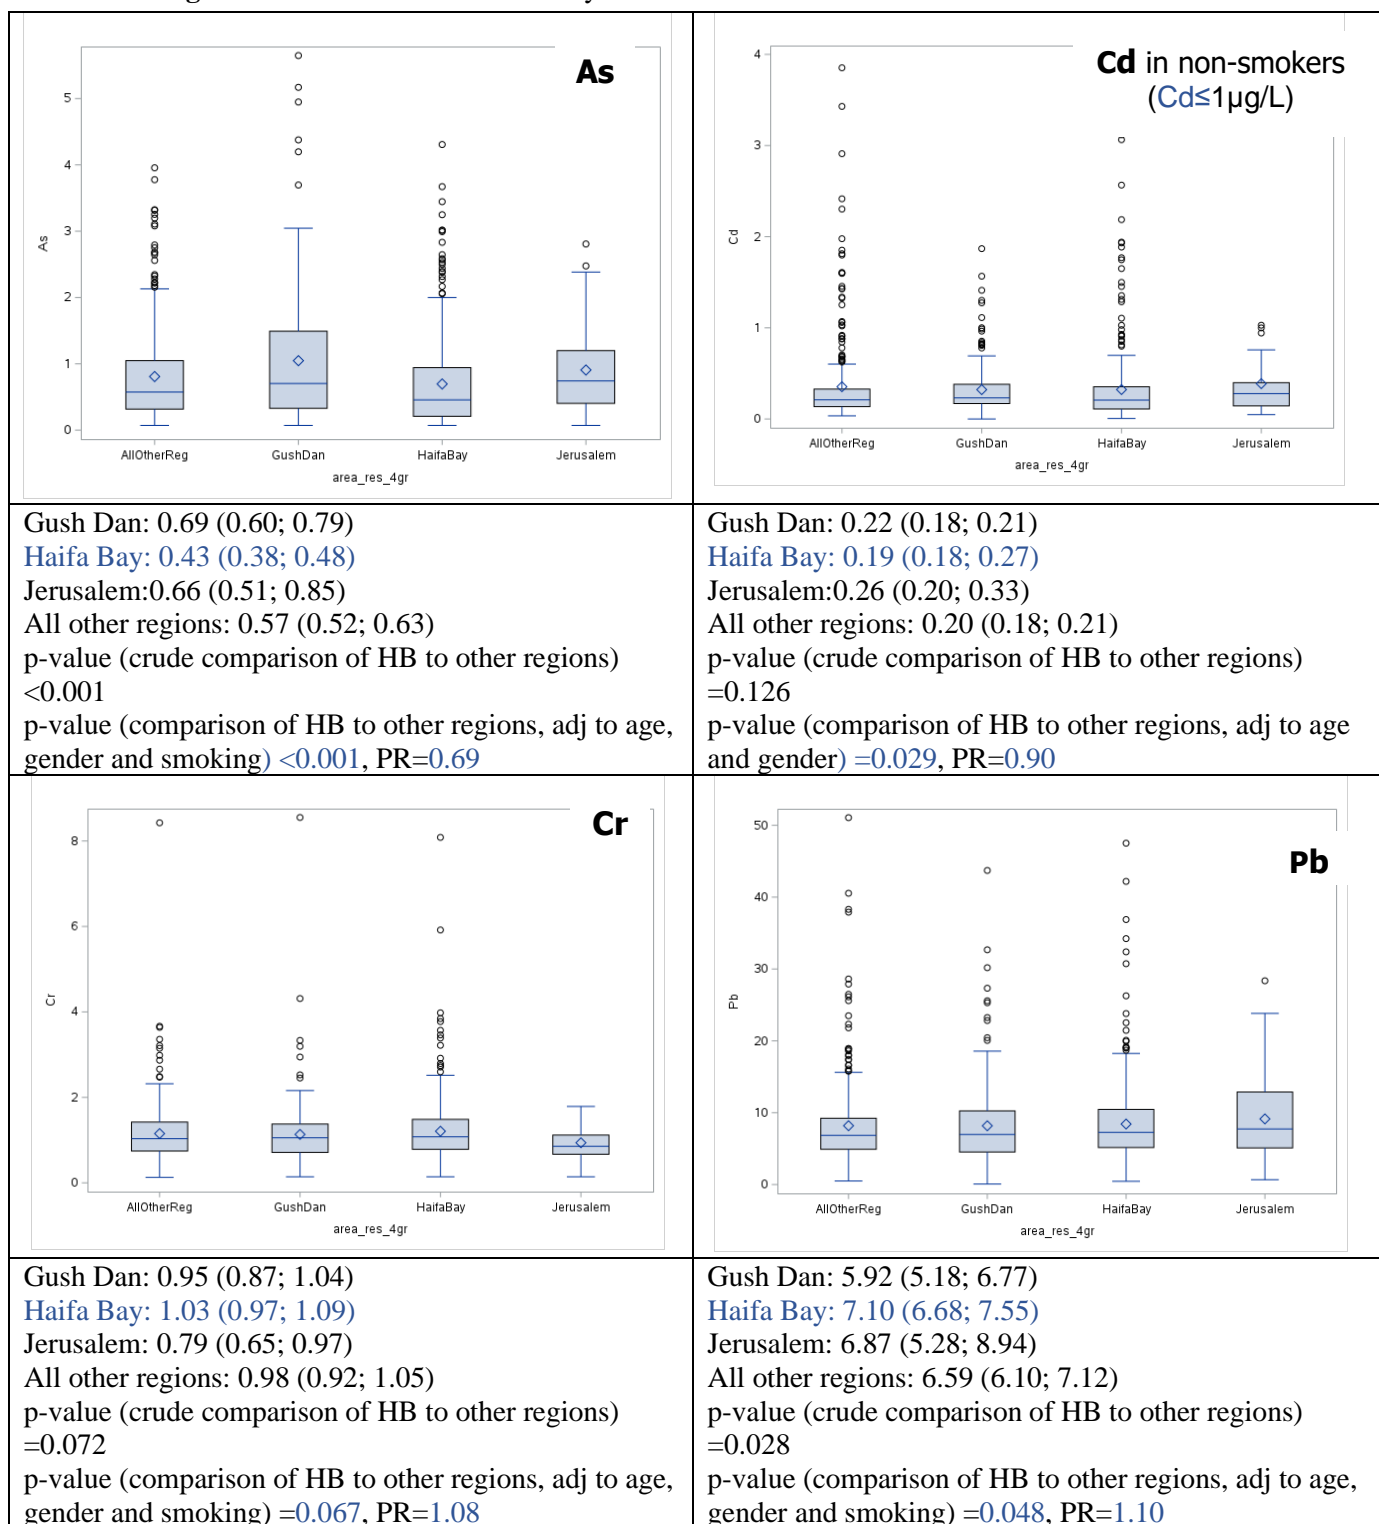 As
5
4
3
2
1
0
As
AllOtherReg GushDan HaifaBay Jerusalem
area_res_4gr
Cd in non-smokers
(Cd≤1µg/L)
4
3
2
1
0
Cd
AllOtherReg GushDan HaifaBay Jerusalem
area_res_4gr
Gush Dan: 0.69 (0.60; 0.79)
Haifa Bay: 0.43 (0.38; 0.48)
Jerusalem:0.66 (0.51; 0.85)
All other regions: 0.57 (0.52; 0.63)
p-value (crude comparison of HB to other regions)
<0.001
p-value (comparison of HB to other regions, adj to age,
gender and smoking) <0.001, PR=0.69
Gush Dan: 0.22 (0.18; 0.21)
Haifa Bay: 0.19 (0.18; 0.27)
Jerusalem:0.26 (0.20; 0.33)
All other regions: 0.20 (0.18; 0.21)
p-value (crude comparison of HB to other regions)
=0.126
p-value (comparison of HB to other regions, adj to age
and gender) =0.029, PR=0.90
Cr
8
6
4
2
0
Cr
AllOtherReg GushDan HaifaBay Jerusalem
area_res_4gr
Pb
50
40
30
20
10
0
Pb
AllOtherReg GushDan HaifaBay Jerusalem
area_res_4gr
Gush Dan: 0.95 (0.87; 1.04)
Haifa Bay: 1.03 (0.97; 1.09)
Jerusalem: 0.79 (0.65; 0.97)
All other regions: 0.98 (0.92; 1.05)
p-value (crude comparison of HB to other regions)
=0.072
p-value (comparison of HB to other regions, adj to age,
gender and smoking) =0.067, PR=1.08
Gush Dan: 5.92 (5.18; 6.77)
Haifa Bay: 7.10 (6.68; 7.55)
Jerusalem: 6.87 (5.28; 8.94)
All other regions: 6.59 (6.10; 7.12)
p-value (crude comparison of HB to other regions)
=0.028
p-value (comparison of HB to other regions, adj to age,
gender and smoking) =0.048, PR=1.10